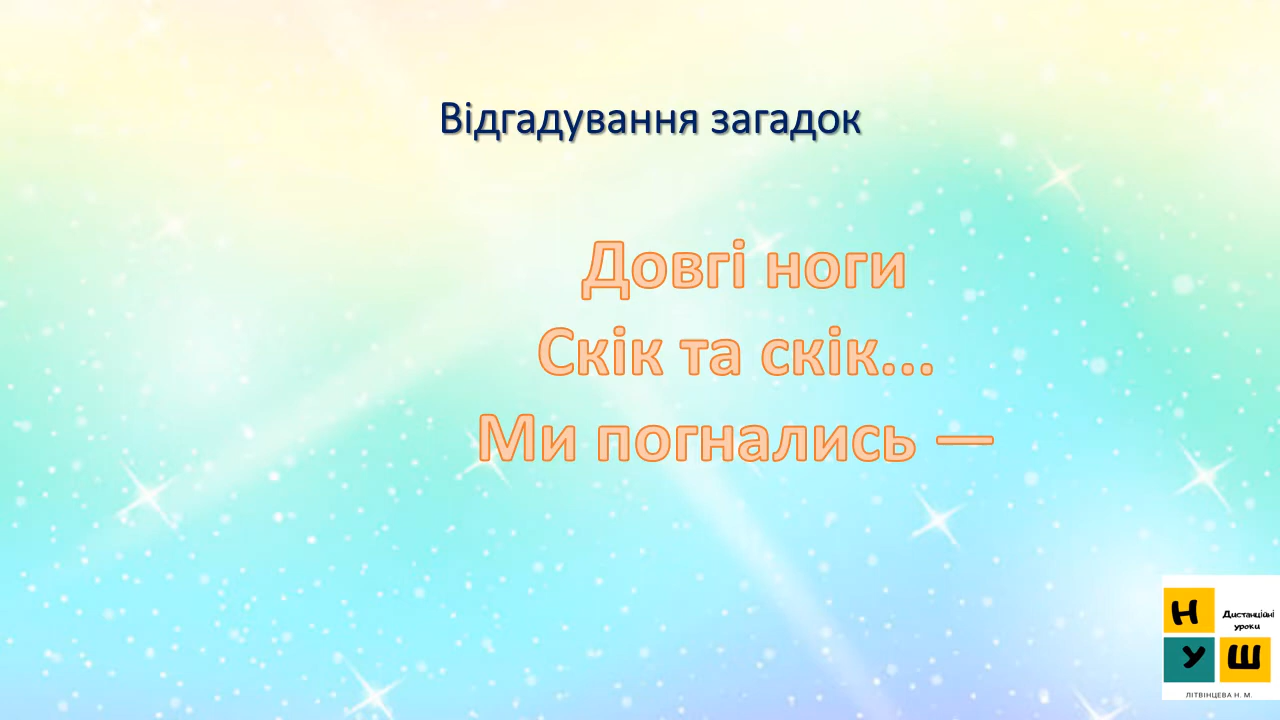 Відгадування загадок
Довгі ноги
Скік та скік...
Ми погнались —
Н
Дистанційні
уроки
У Ш
ЛІТВІНЦЕВА Н. М.